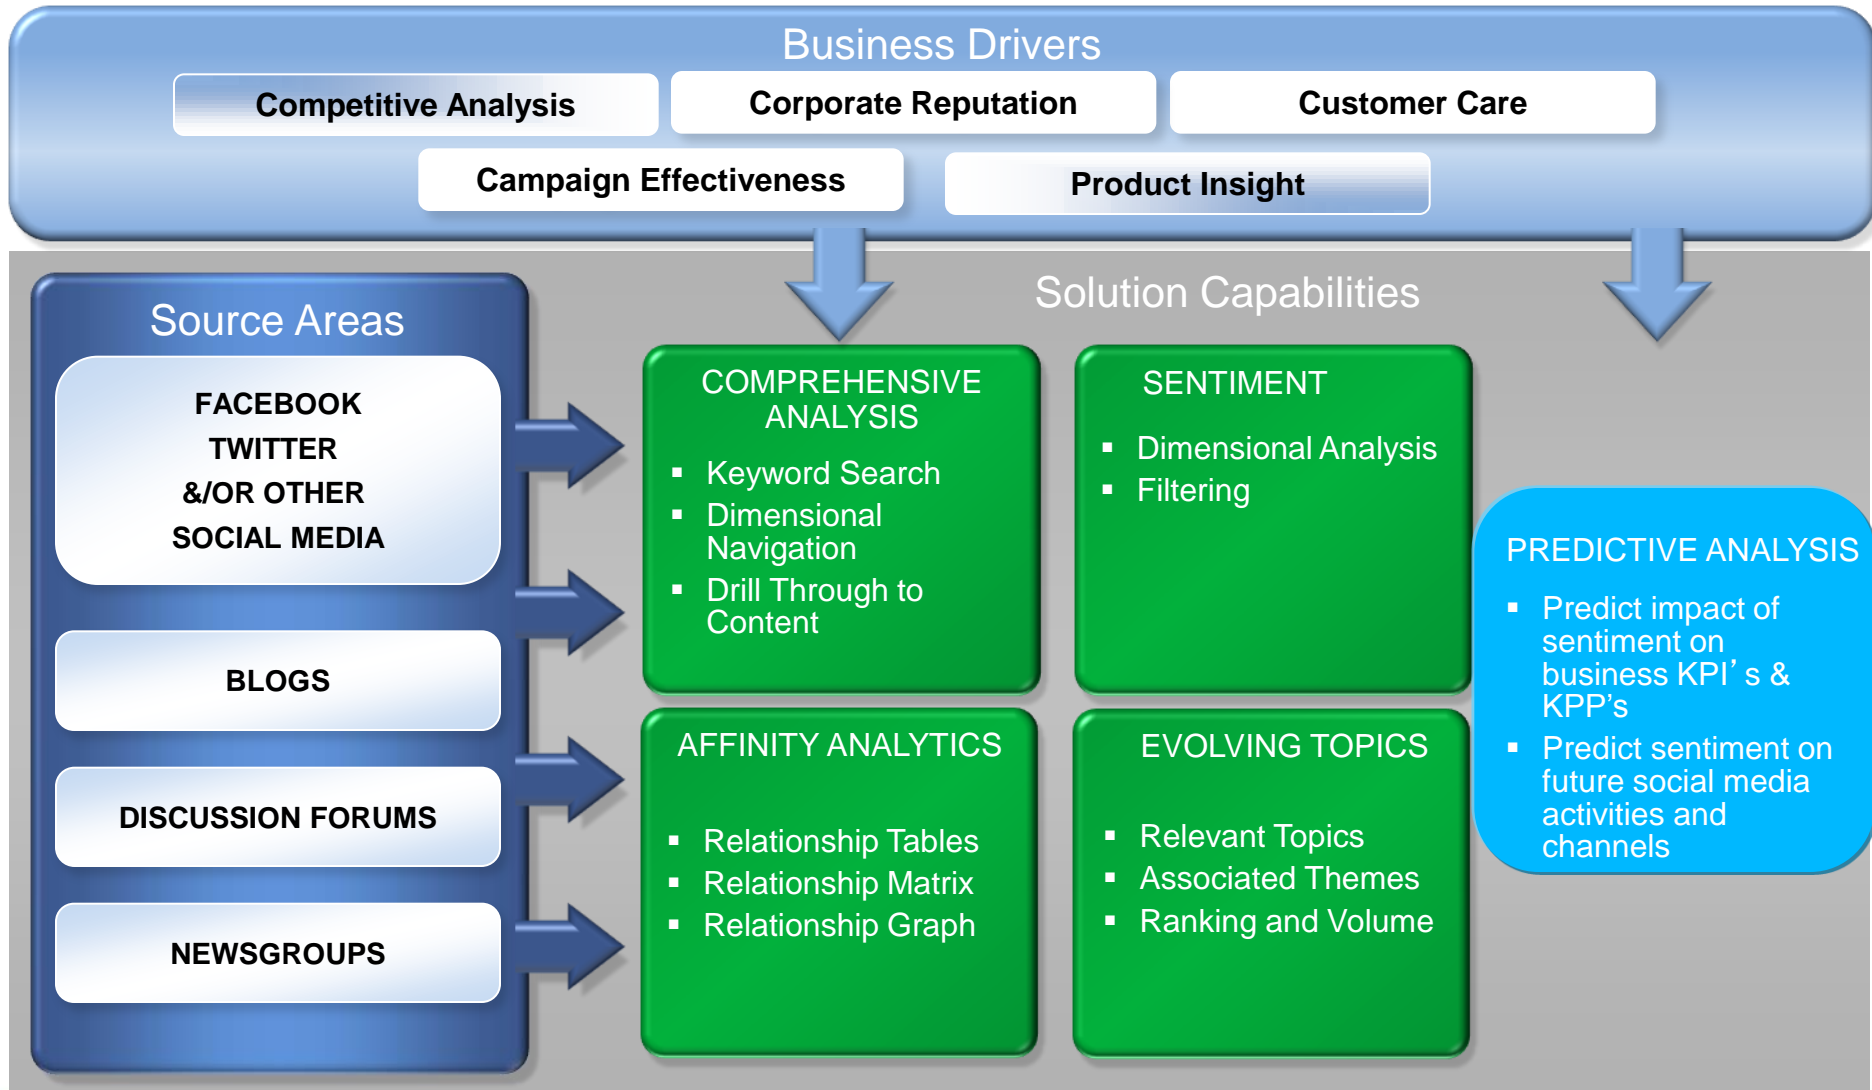 Business Drivers
Competitive Analysis
Corporate Reputation
Customer Care
Campaign Effectiveness
Product Insight
Solution Capabilities
Source Areas
FACEBOOK
TWITTER
&/OR OTHER
SOCIAL MEDIA
BLOGS
DISCUSSION FORUMS
NEWSGROUPS
COMPREHENSIVE
ANALYSIS
▪ Keyword Search
▪ Dimensional
Navigation
▪ Drill Through to
Content
SENTIMENT
▪ Dimensional Analysis
▪ Filtering
AFFINITY ANALYTICS
▪ Relationship Tables
▪ Relationship Matrix
▪ Relationship Graph
EVOLVING TOPICS
▪ Relevant Topics
▪ Associated Themes
▪ Ranking and Volume
PREDICTIVE ANALYSIS
▪ Predict impact of
sentiment on
business KPI’ s &
KPP’s
▪ Predict sentiment on
future social media
activities and
channels